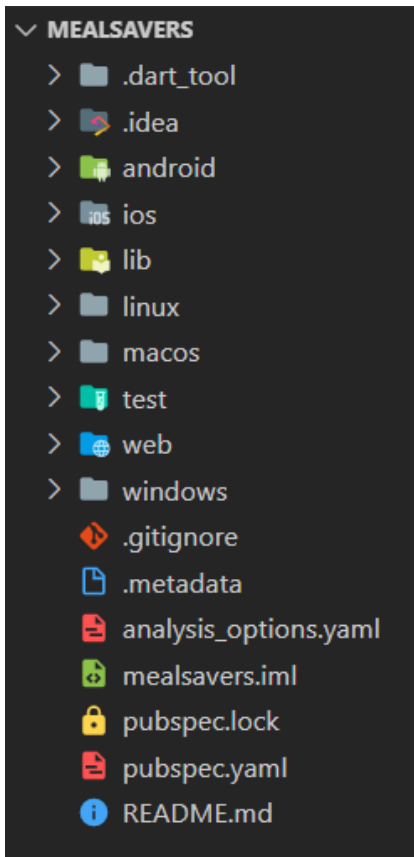 MEALSAVERS
.dart_tool
.idea
android
iOS ios
lib
linux
macos
test
web
windows
.gitignore
.metadata
analysis_options.yaml
mealsavers.iml
pubspec.lock
pubspec.yaml
README.md